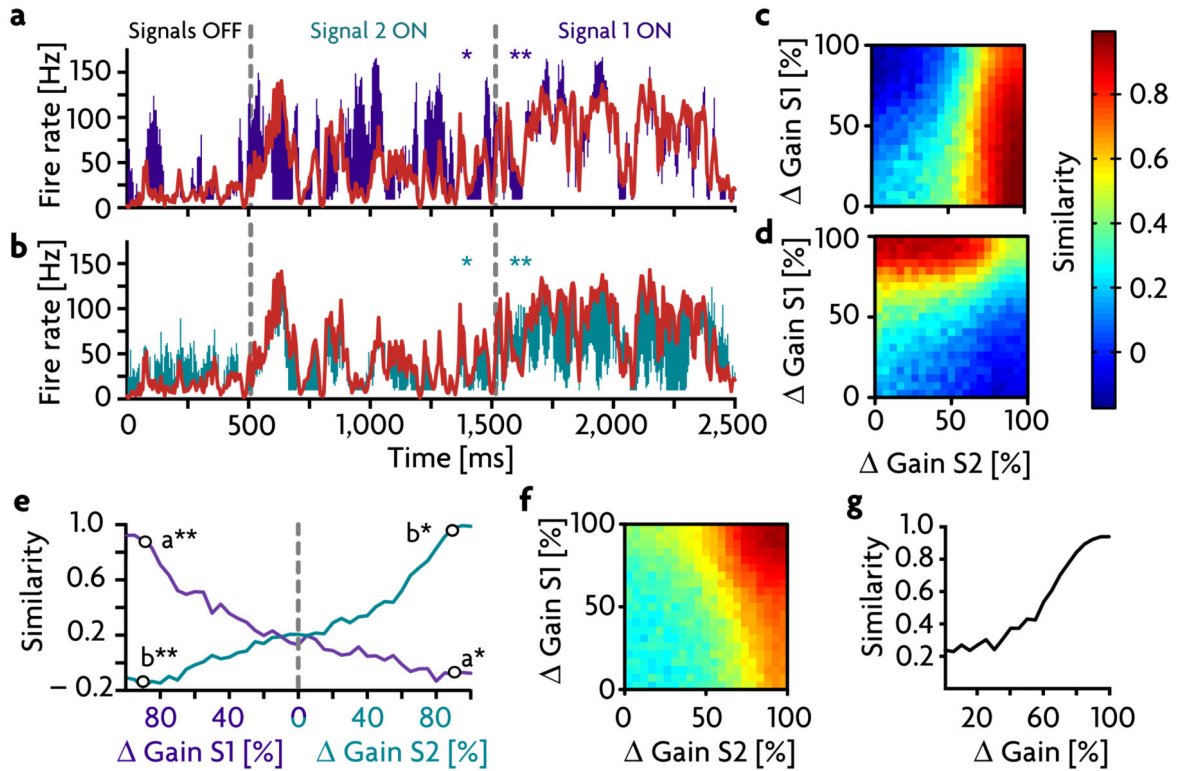 a
Signals OFF
Signal 2 ON
Signal 1 ON
* **
Fire rate [Hz]
150
100
50
0
b
* **
Fire rate [Hz]
150
100
50
0
0 500 1,000 1,500 2,000 2,500
Time [ms]
c
Δ Gain S1 [%]
100
50
0
d
Δ Gain S1 [%]
100
50
0
0 50 100
Δ Gain S2 [%]
Similarity
0.8
0.6
0.4
0.2
0
e
Similarity
1.0
0.6
0.2
− 0.2
a**
b*
b**
a*
80 40 0 40 80
Δ Gain S1 [%] Δ Gain S2 [%]
f
Δ Gain S1 [%]
100
50
0
0 50 100
Δ Gain S2 [%]
g
Similarity
1.0
0.8
0.6
0.4
0.2
20 60 100
Δ Gain [%]